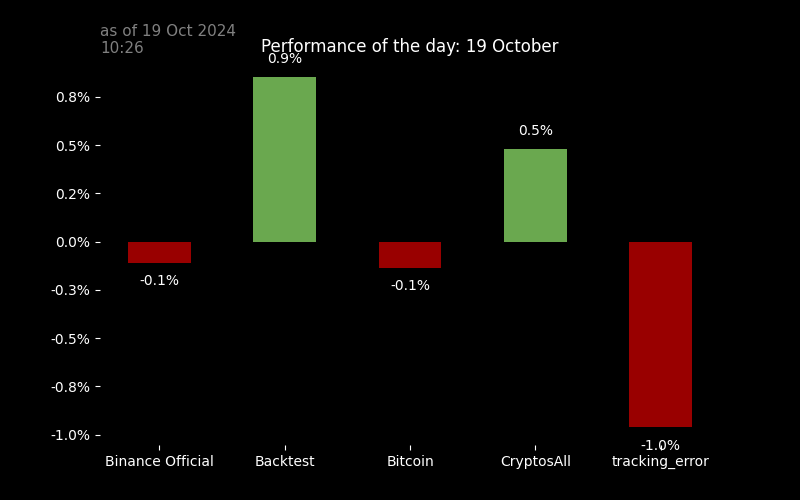 as of 19 Oct 2024
10:26
Performance of the day: 19 October
0.9%
0.8%
0.5%
0.5%
0.2%
0.0%
-0.1%
-0.1%
-0.3%
-0.5%
-0.8%
-1.0%
-1.0%
Binance Official
Backtest
Bitcoin
CryptosAll
tracking_error